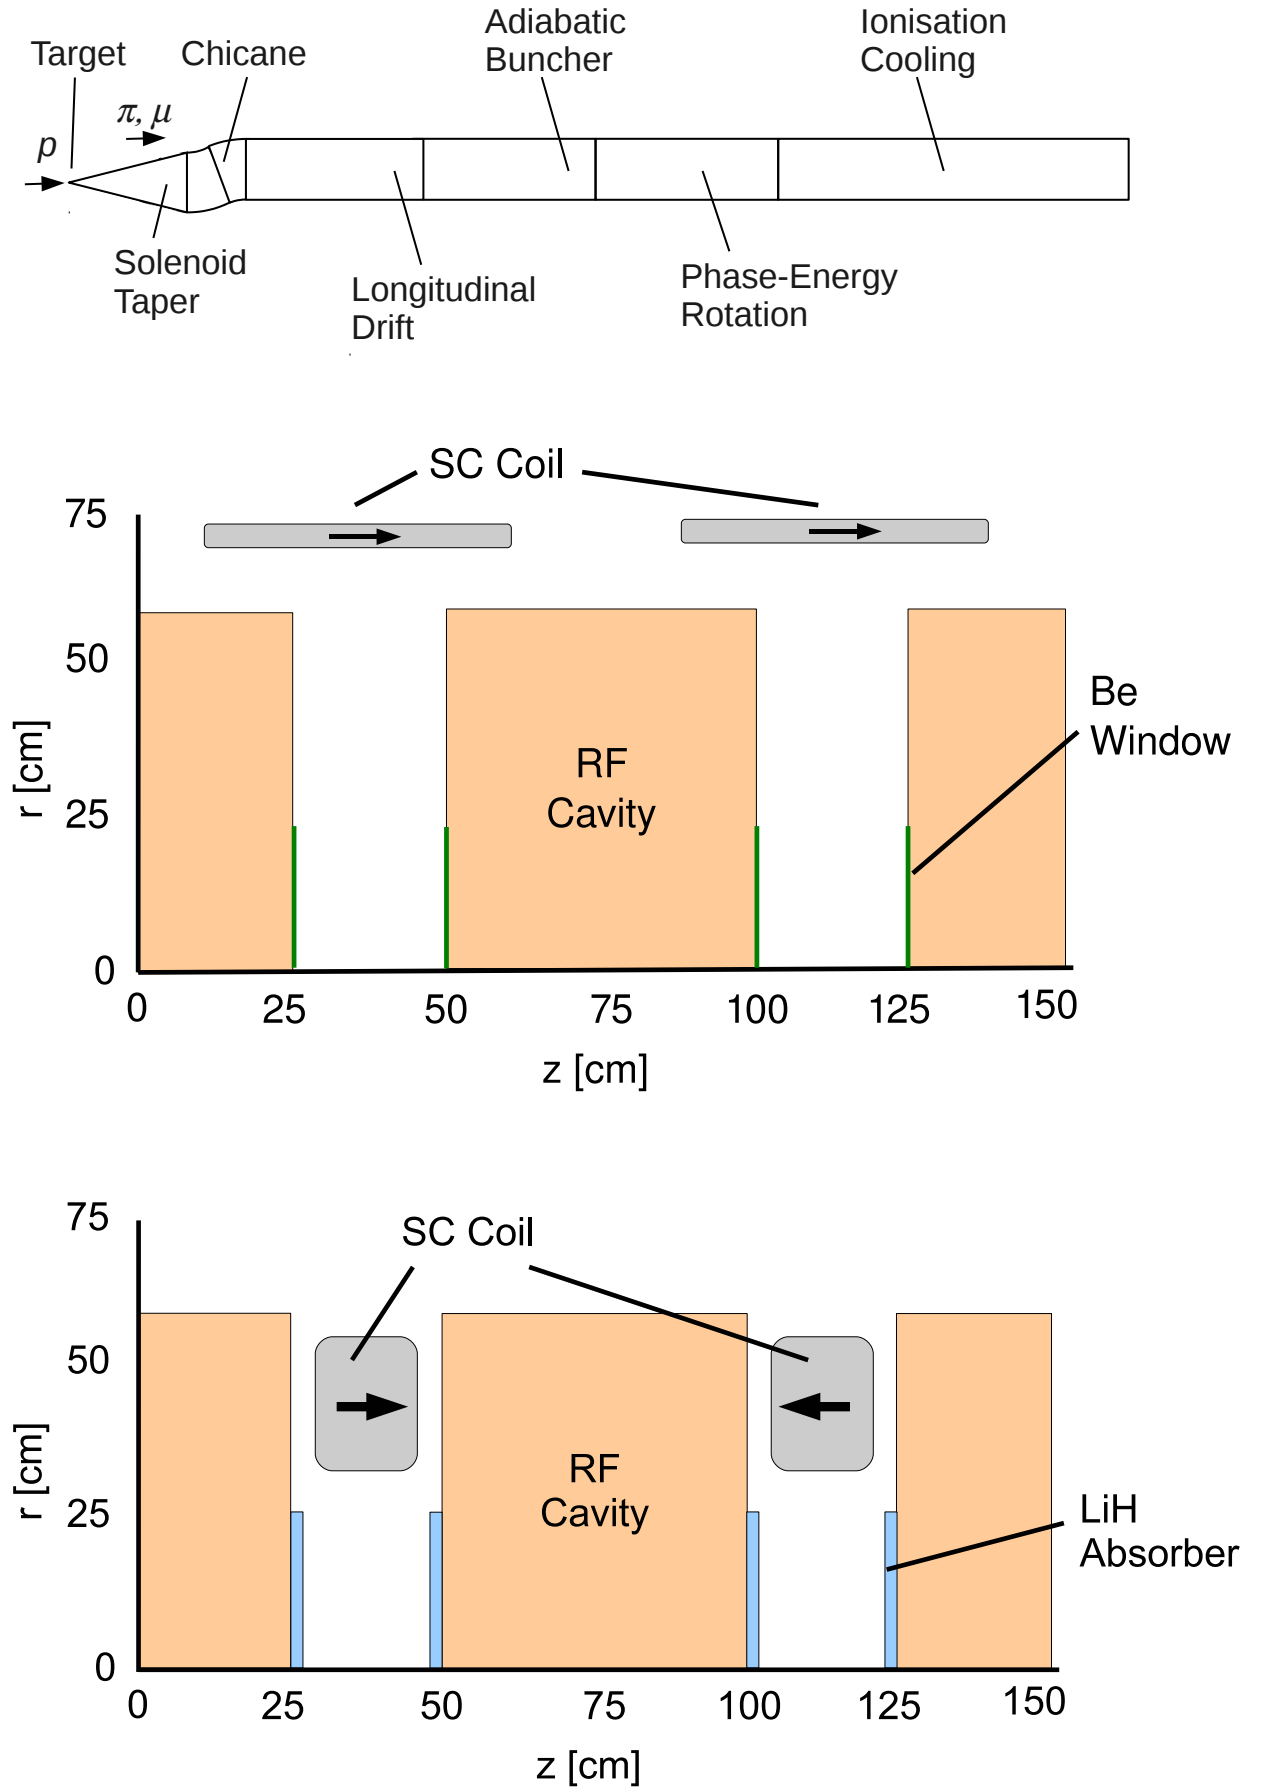 Target
Chicane
Adiabatic
Buncher
Ionisation
Cooling
π, μ
p
Solenoid
Taper
Longitudinal
Drift
Phase-Energy
Rotation
SC Coil
75
50
25
0
r [cm]
RF
Cavity
Be
Window
0 25 50 75 100 125 150
z [cm]
SC Coil
75
50
25
0
r [cm]
RF
Cavity
LiH
Absorber
0 25 50 75 100 125 150
z [cm]